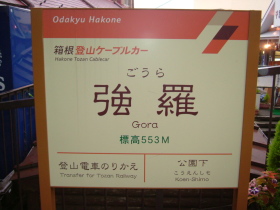 Odakyu Hakone
箱根登山ケーブルカー
Hakone Tozan Cablecar
ごうら
強羅
Gora
標高553M
登山電車のりかえ
Transfer for Tozan Railway
公園下
こうえんしも
Koen-Shimo